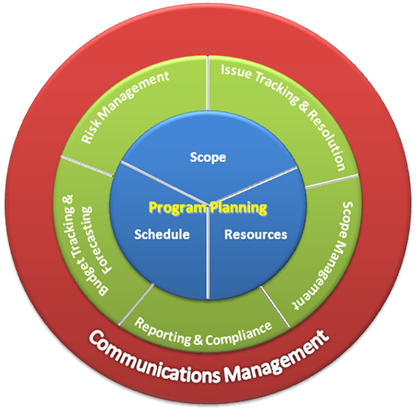 Risk Management
Issue Tracking & Resolution
Scope
Program Planning
Schedule
Resources
Budget Tracking &
Forecasting
Scope Management
Reporting & Compliance
Communications Management